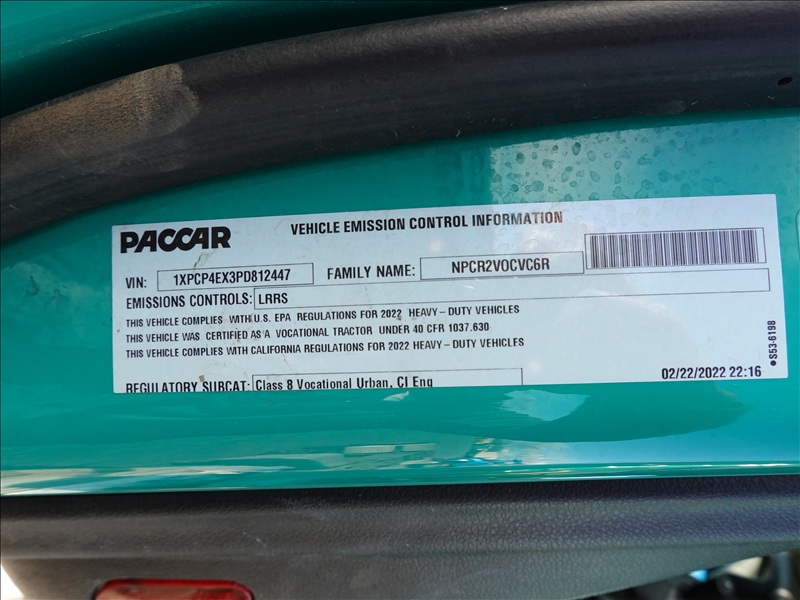 PACCAR VEHICLE EMISSION CONTROL INFORMATION
VIN: 1XPCP4EX3PD812447 FAMILY NAME: NPCR2VOCVC6R
EMISSIONS CONTROLS: LRRS
THIS VEHICLE COMPLIES WITH U.S. EPA REGULATIONS FOR 2022 HEAVY-DUTY VEHICLES
THIS VEHICLE WAS CERTIFIED AS A VOCATIONAL TRACTOR UNDER 40 CFR 1037.630
THIS VEHICLE COMPLIES WITH CALIFORNIA REGULATIONS FOR 2022 HEAVY-DUTY VEHICLES
REGULATORY SUBCAT: Class 8 Vocational Urban, CI Eng
02/22/2022 22:16
●S53-6198